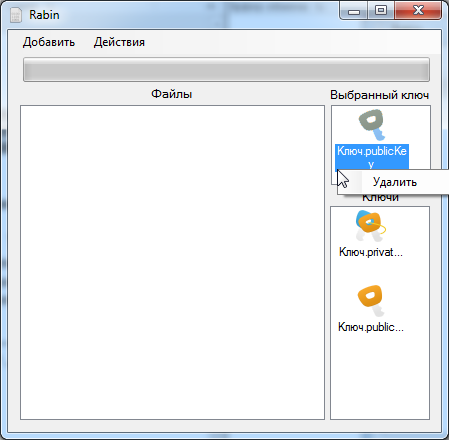 Rabin
Добавить Действия
Файлы
Выбранный ключ
Ключ.publicKe
y
Удалить
Ключи
Ключ.privat...
Ключ.public...